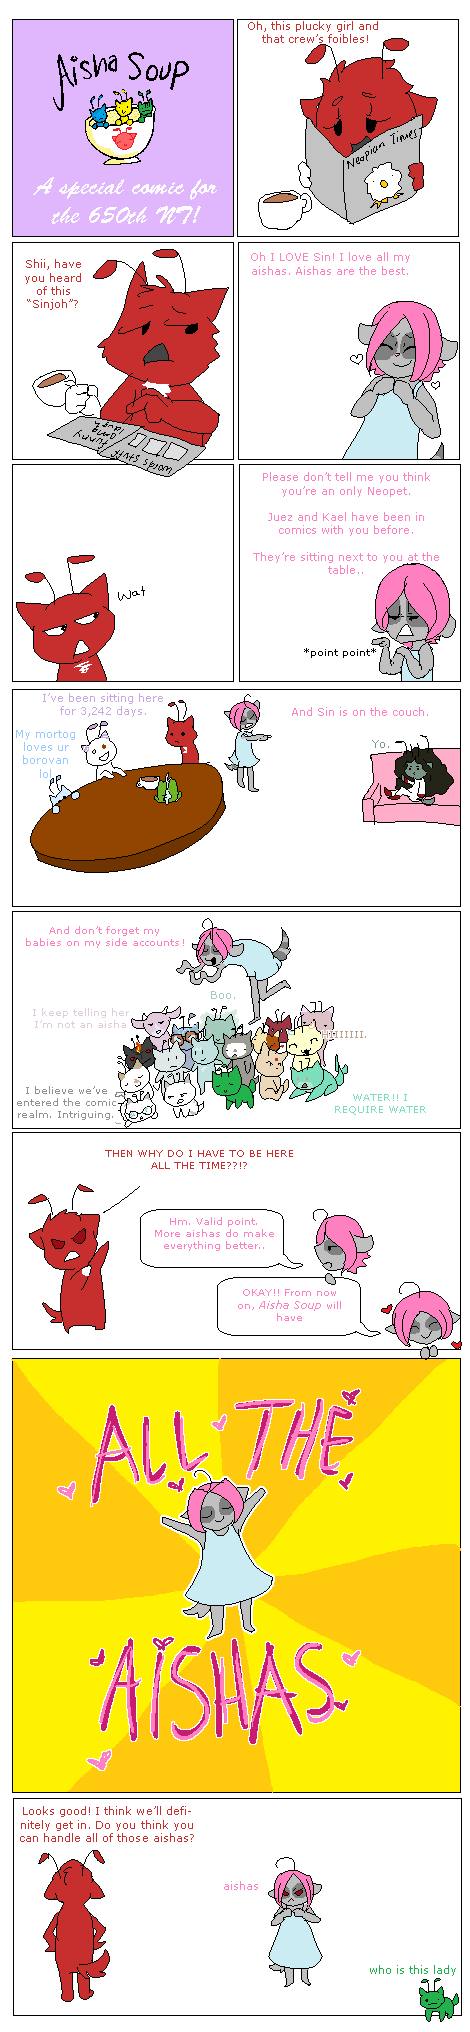 Aisha Soup
A special comic for
the 650th NT!
Oh, this plucky girl and
that crew's foibles!
Neopian Times
Shii, have
you heard
of this
"Sinjoh"?
Oh I LOVE Sin! I love all my
aishas. Aishas are the best.
Wat
Please don't tell me you think
you're an only Neopet.
Juez and Kael have been in
comics with you before.
They're sitting next to you at the
table..
*point point*
I've been sitting here
for 3,242 days.
My mortog
loves ur
borovan
lol
And Sin is on the couch.
Yo.
And don't forget my
babies on my side accounts!
Boo.
I keep telling her
I'm not an aisha
HIIIIIII.
I believe we've
entered the comic
realm. Intriguing.
WATER!! I
REQUIRE WATER
THEN WHY DO I HAVE TO BE HERE
ALL THE TIME??!?
Hm. Valid point.
More aishas do make
everything better..
OKAY!! From now
on, Aisha Soup will
have
ALL THE
AISHAS
Looks good! I think we'll defi-
nitely get in. Do you think you
can handle all of those aishas?
aishas
who is this lady